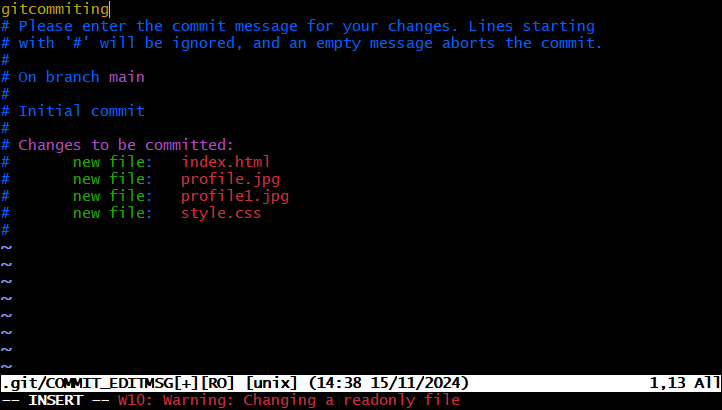 gitcommiting
# Please enter the commit message for your changes. Lines starting
# with '#' will be ignored, and an empty message aborts the commit.
#
# On branch main
#
# Initial commit
#
# Changes to be committed:
#       new file:   index.html
#       new file:   profile.jpg
#       new file:   profile1.jpg
#       new file:   style.css
#
~
~
~
~
~
~
~
~
.git/COMMIT_EDITMSG[+][RO] [unix] (14:38 15/11/2024) 1,13 All
-- INSERT -- W10: Warning: Changing a readonly file